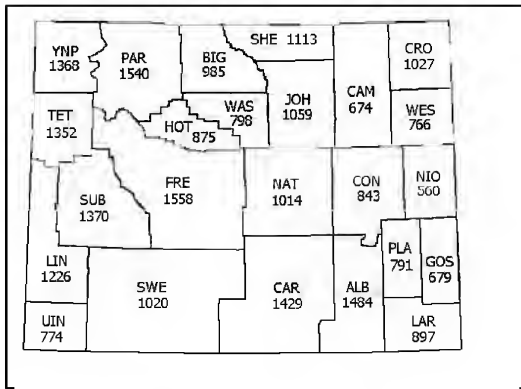 YNP
1368
PAR
1540
BIG
985
SHE 1113
CRO
1027
TET
1352
HOT 875
WAS
798
JOH
1059
CAM
674
WES
766
SUB
1370
FRE
1558
NAT
1014
CON
843
NIO
560
LIN
1226
SWE
1020
CAR
1429
ALB
1484
PLA
791
GOS
679
UIN
774
LAR
897